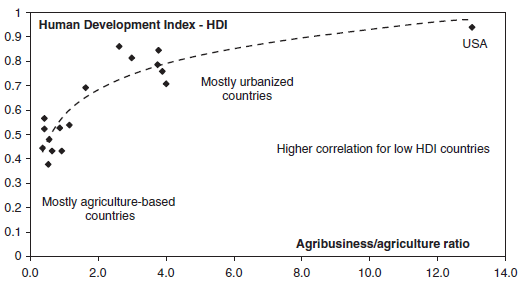 Human Development Index - HDI
1
0.9
0.8
0.7
0.6
0.5
0.4
0.3
0.2
0.1
0
USA
Mostly urbanized
countries
Higher correlation for low HDI countries
Mostly agriculture-based
countries
Agribusiness/agriculture ratio
0.0 2.0 4.0 6.0 8.0 10.0 12.0 14.0